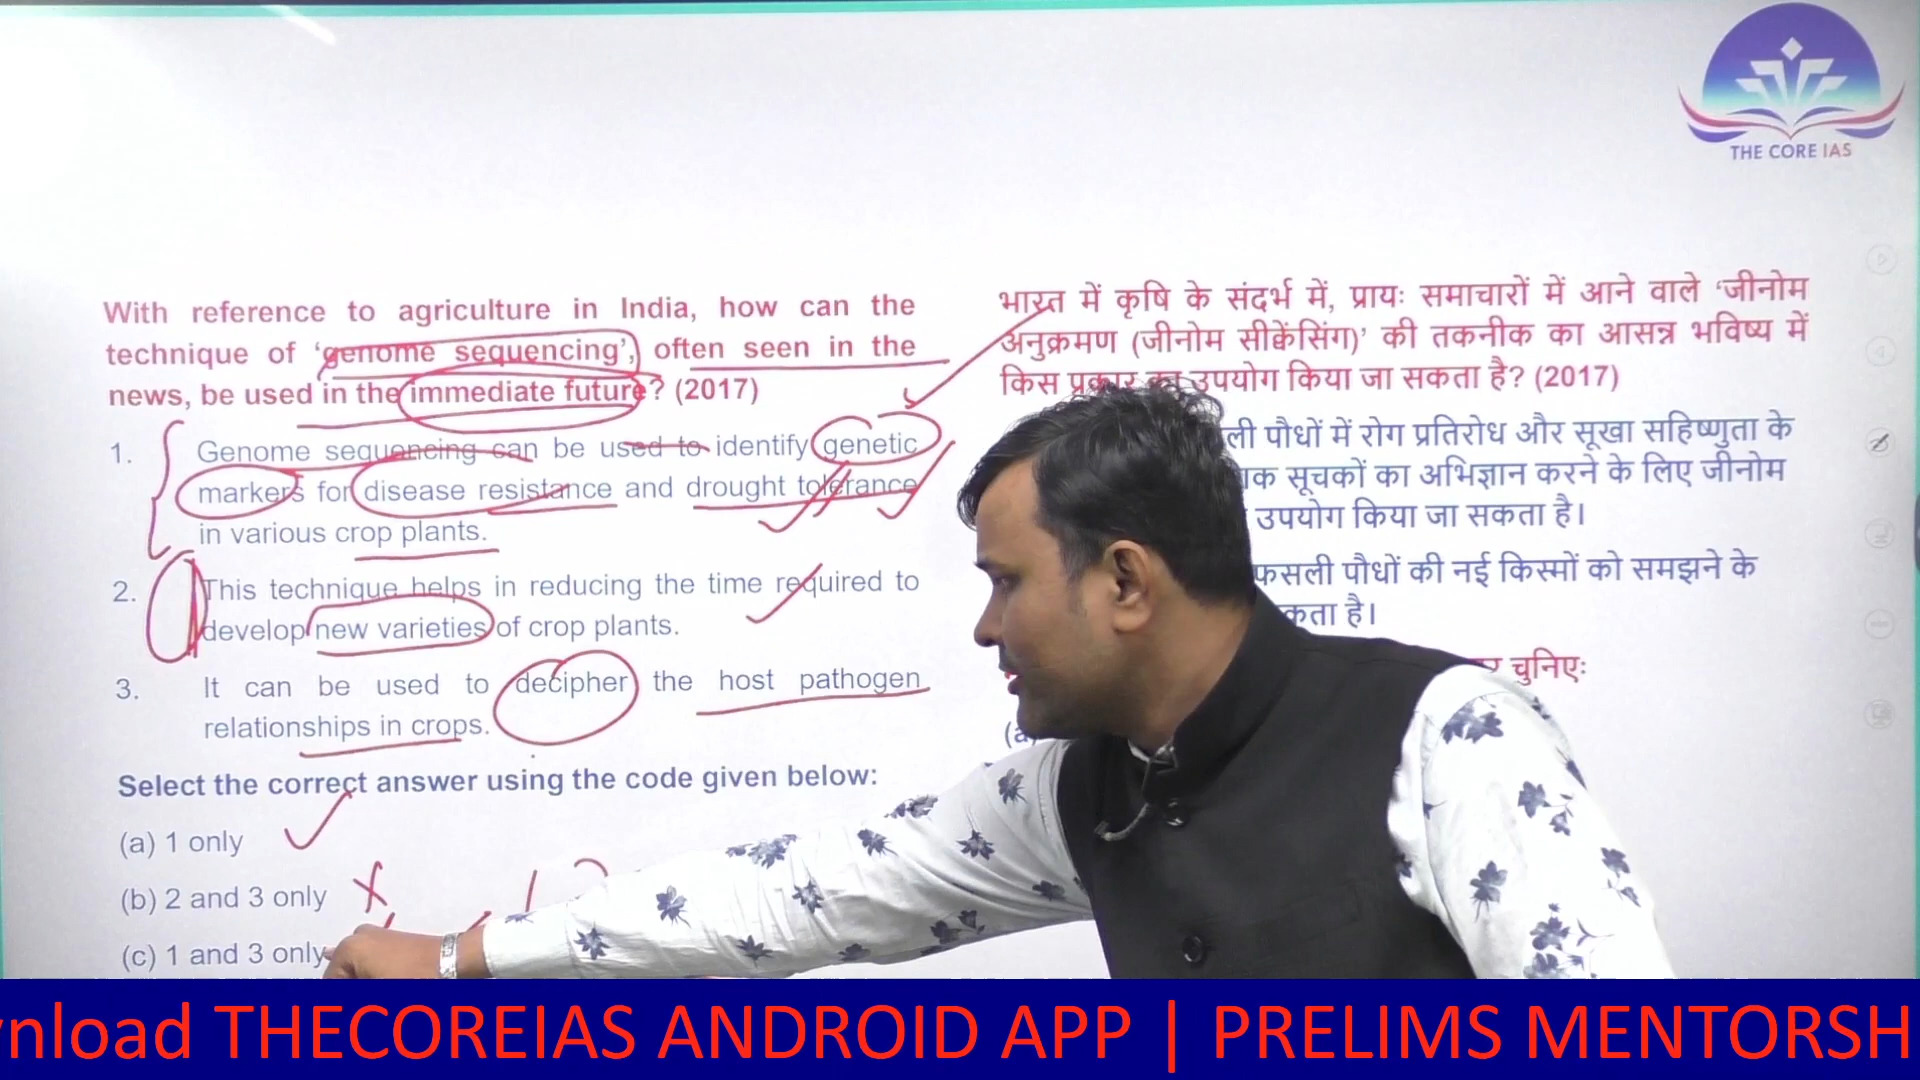 THE CORE IAS
With reference to agriculture in India, how can the
technique of ‘genome sequencing’, often seen in the
news, be used in the immediate future? (2017)
1. Genome sequencing can be used to identify genetic
markers for disease resistance and drought tolerance
in various crop plants.
2. This technique helps in reducing the time required to
develop new varieties of crop plants.
3. It can be used to decipher the host pathogen
relationships in crops.
Select the correct answer using the code given below:
(a) 1 only
(b) 2 and 3 only
(c) 1 and 3 only
भारत में कृषि के संदर्भ में, प्रायः समाचारों में आने वाले ‘जीनोम
अनुक्रमण (जीनोम सीक्वेंसिंग)’ की तकनीक का आसन्न भविष्य में
किस प्रकार का उपयोग किया जा सकता है? (2017)
ली पौधों में रोग प्रतिरोध और सूखा सहिष्णुता के
सूचकों का अभिज्ञान करने के लिए जीनोम
उपयोग किया जा सकता है।
फसली पौधों की नई किस्मों को समझने के
कता है।
चुनिए:
(a)
nload THECOREIAS ANDROID APP | PRELIMS MENTORSH